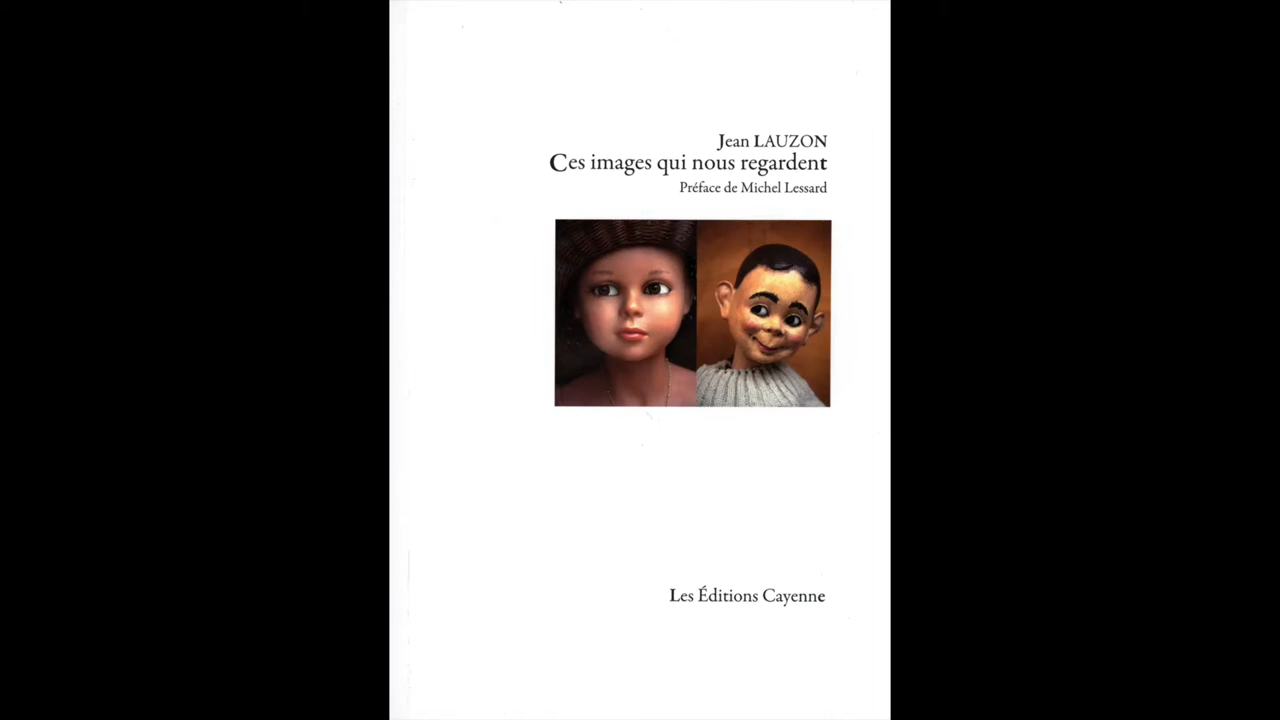 Jean LAUZON
Ces images qui nous regardent
Préface de Michel Lessard
Les Éditions Cayenne